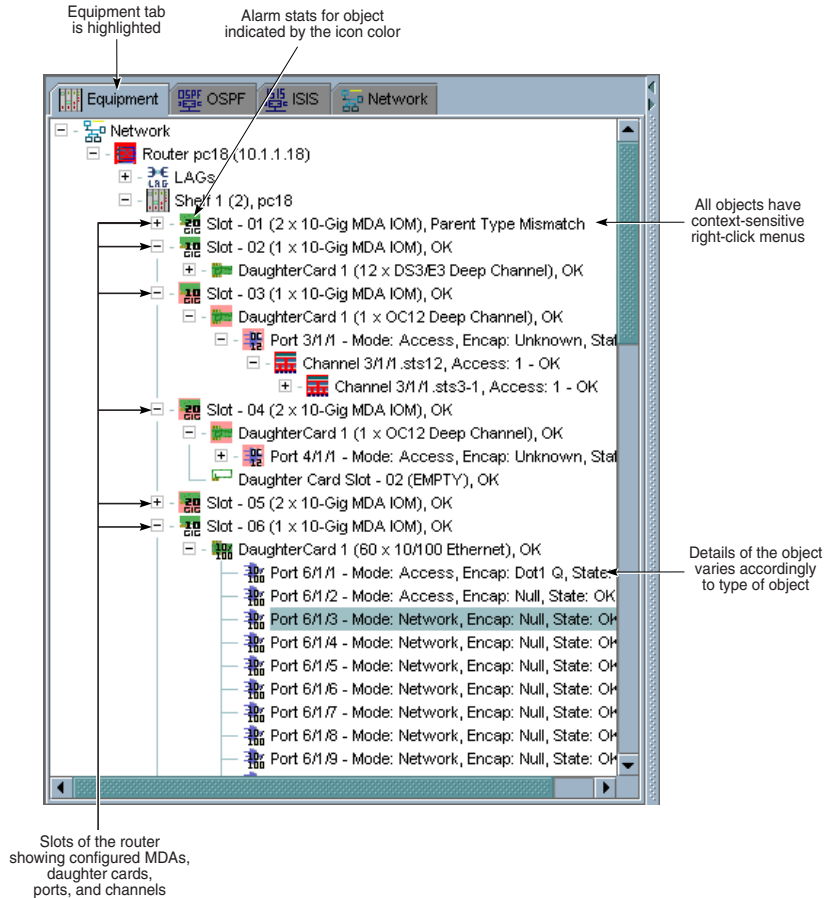 Equipment tab
is highlighted
Alarm stats for object
indicated by the icon color
Equipment
OSPF
ISIS
Network
Network
Router pc18 (10.1.1.18)
LAGs
Shelf 1 (2), pc18
Slot - 01 (2 x 10-Gig MDA IOM), Parent Type Mismatch
Slot - 02 (1 x 10-Gig MDA IOM), OK
DaughterCard 1 (12 x DS3/E3 Deep Channel), OK
Slot - 03 (1 x 10-Gig MDA IOM), OK
DaughterCard 1 (1 x OC12 Deep Channel), OK
Port 3/1/1 - Mode: Access, Encap: Unknown, Stat
Channel 3/1/1.sts12, Access: 1 - OK
Channel 3/1/1.sts3-1, Access: 1 - OK
Slot - 04 (2 x 10-Gig MDA IOM), OK
DaughterCard 1 (1 x OC12 Deep Channel), OK
Port 4/1/1 - Mode: Access, Encap: Unknown, Stat
Daughter Card Slot - 02 (EMPTY), OK
Slot - 05 (2 x 10-Gig MDA IOM), OK
Slot - 06 (1 x 10-Gig MDA IOM), OK
DaughterCard 1 (60 x 10/100 Ethernet), OK
Port 6/1/1 - Mode: Access, Encap: Dot1 Q, State:
Port 6/1/2 - Mode: Access, Encap: Null, State: OK
Port 6/1/3 - Mode: Network, Encap: Null, State: OK
Port 6/1/4 - Mode: Network, Encap: Null, State: OK
Port 6/1/5 - Mode: Network, Encap: Null, State: OK
Port 6/1/6 - Mode: Network, Encap: Null, State: OK
Port 6/1/7 - Mode: Network, Encap: Null, State: OK
Port 6/1/8 - Mode: Network, Encap: Null, State: OK
Port 6/1/9 - Mode: Network, Encap: Null, State: OK
All objects have
context-sensitive
right-click menus
Details of the object
varies accordingly
to type of object
Slots of the router
showing configured MDAs,
daughter cards,
ports, and channels